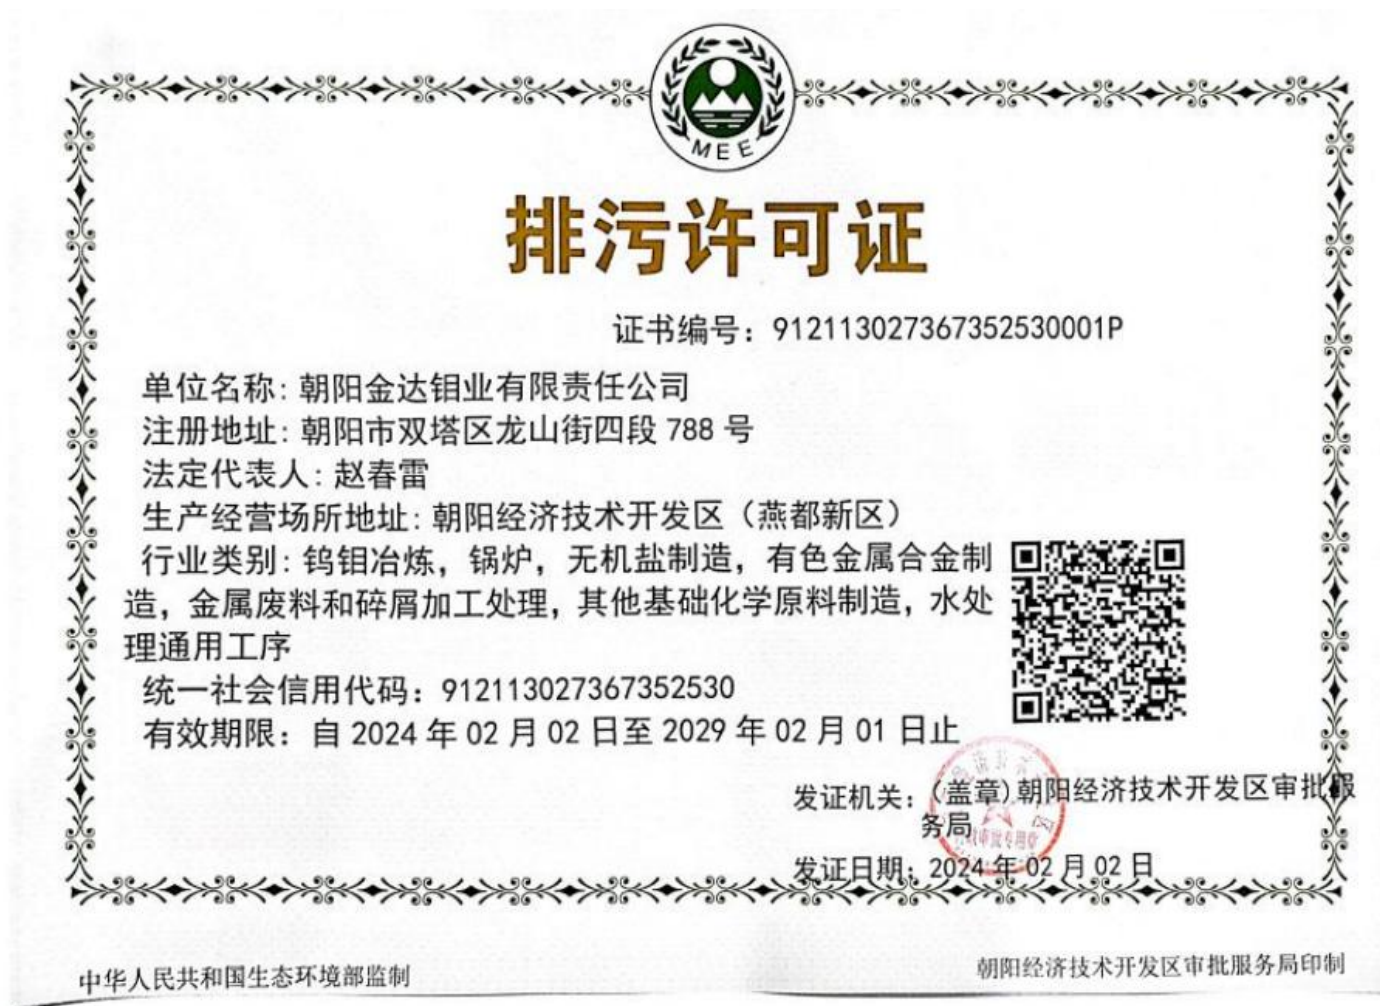 MEE
排污许可证
证书编号：912113027367352530001P
单位名称：朝阳金达钼业有限责任公司
注册地址：朝阳市双塔区龙山街四段 788 号
法定代表人：赵春雷
生产经营场所地址：朝阳经济技术开发区（燕都新区）
行业类别：钨钼冶炼，锅炉，无机盐制造，有色金属合金制
造，金属废料和碎屑加工处理，其他基础化学原料制造，水处
理通用工序
统一社会信用代码：912113027367352530
有效期限：自 2024 年 02 月 02 日至 2029 年 02 月 01 日止
发证机关：（盖章）朝阳经济技术开发区审批服
务局
发证日期：2024 年 02 月 02 日
中华人民共和国生态环境部监制
朝阳经济技术开发区审批服务局印制